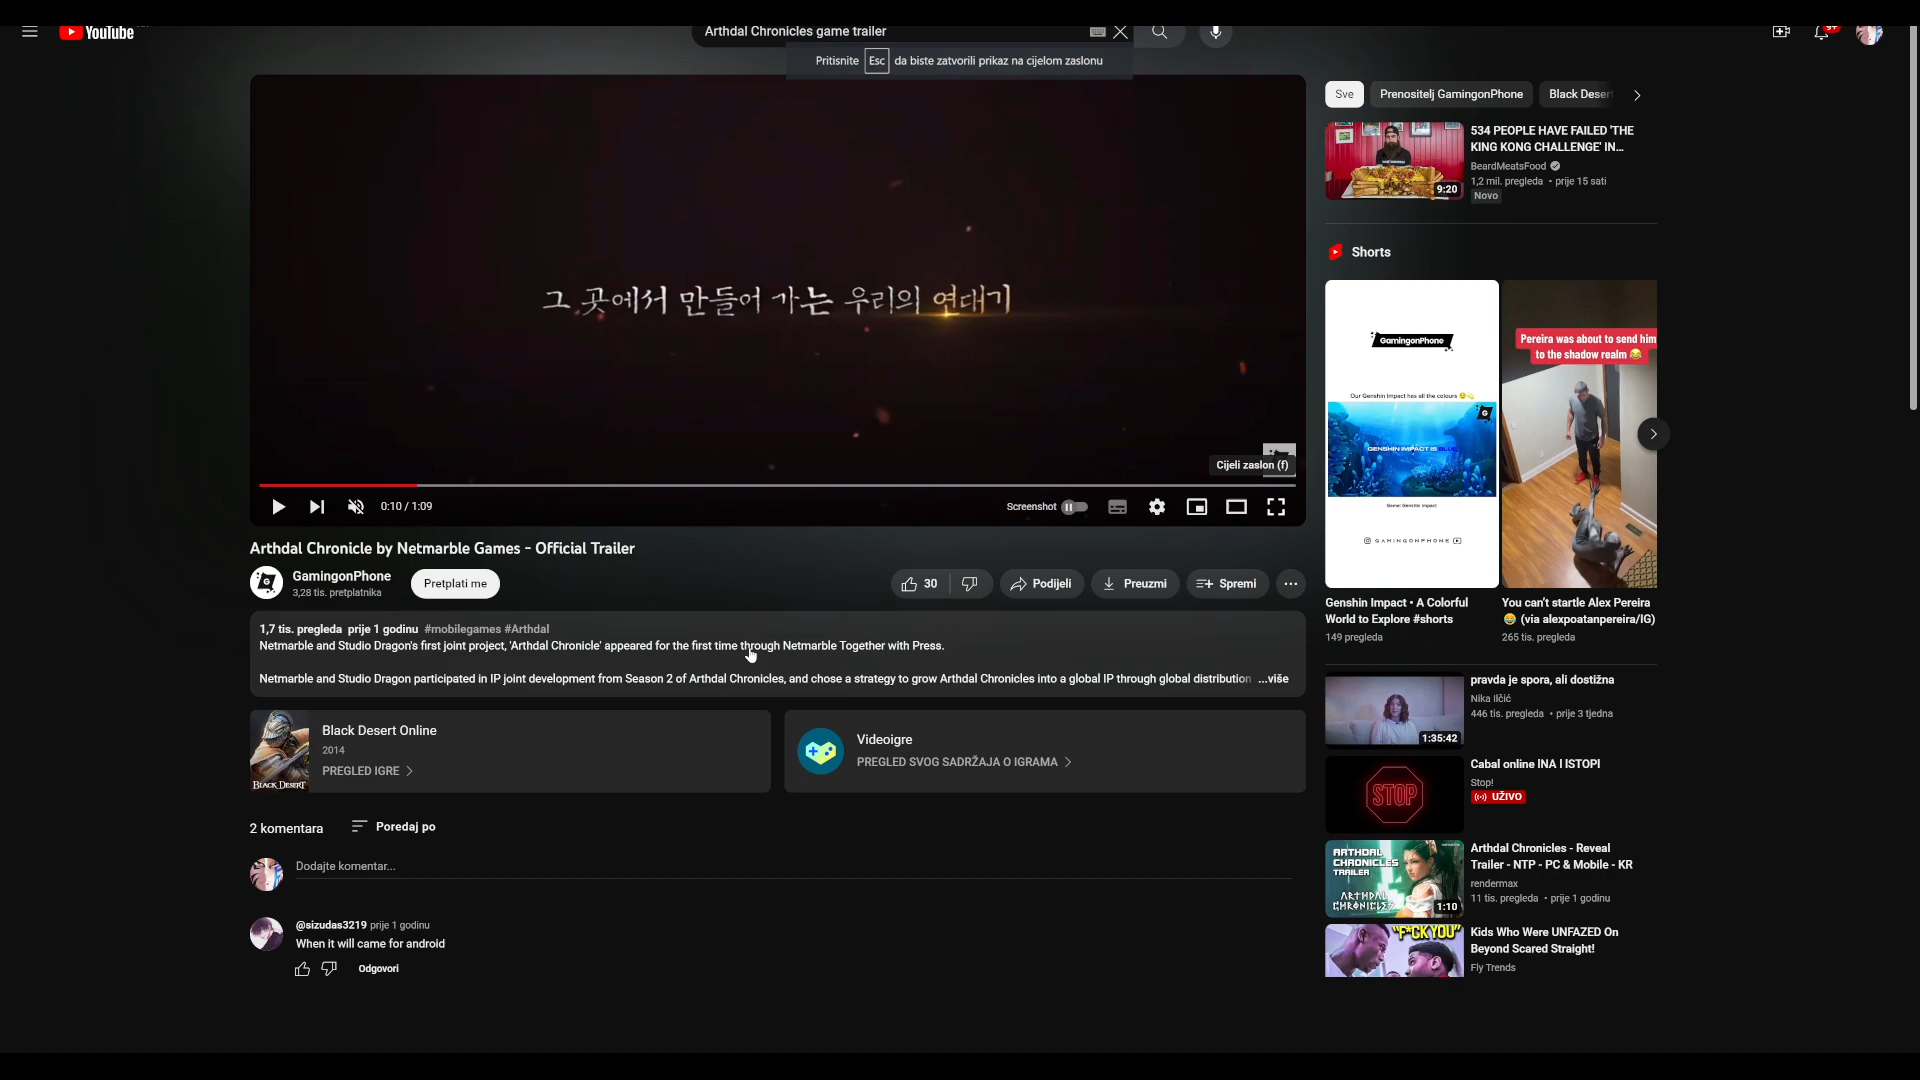 YouTube
Arthdal Chronicles game trailer
9+
Pritisnite Esc da biste zatvorili prikaz na cijelom zaslonu
그 곳에서 만들어 가는 우리의 연대기
Cijeli zaslon (f)
0:10 / 1:09
Screenshot
Arthdal Chronicle by Netmarble Games - Official Trailer
GamingonPhone
3,28 tis. pretplatnika
Pretplati me
30
Podijeli
Preuzmi
Spremi
1,7 tis. pregleda prije 1 godinu #mobilegames #Arthdal
Netmarble and Studio Dragon's first joint project, 'Arthdal Chronicle' appeared for the first time through Netmarble Together with Press.
Netmarble and Studio Dragon participated in IP joint development from Season 2 of Arthdal Chronicles, and chose a strategy to grow Arthdal Chronicles into a global IP through global distribution ...više
BLACK DESERT
Black Desert Online
2014
PREGLED IGRE
Videoigre
PREGLED SVOG SADRŽAJA O IGRAMA
2 komentara
Poredaj po
Dodajte komentar...
@sizudas3219 prije 1 godinu
When it will came for android
Odgovori
Sve
Prenositelj GamingonPhone
Black Desert
9:20
534 PEOPLE HAVE FAILED 'THE
KING KONG CHALLENGE' IN...
BeardMeatsFood
1,2 mil. pregleda • prije 15 sati
Novo
Shorts
GamingonPhone
Our Genshin Impact has all the colours
GENSHIN IMPACT IS BLUE
Game: Genshin Impact
GAMINGONPHONE
Genshin Impact • A Colorful
World to Explore #shorts
149 pregleda
Pereira was about to send him
to the shadow realm
You can't startle Alex Pereira
(via alexpoatanpereira/IG)
265 tis. pregleda
1:35:42
pravda je spora, ali dostižna
Nika Ilčić
446 tis. pregleda • prije 3 tjedna
STOP
Cabal online INA I ISTOPI
Stop!
UŽIVO
ARTHDAL
CHRONICLES
TRAILER
ARTHDAL
CHRONICLES
1:10
Arthdal Chronicles - Reveal
Trailer - NTP - PC & Mobile - KR
rendermax
11 tis. pregleda • prije 1 godinu
"F*CK YOU"
Kids Who Were UNFAZED On
Beyond Scared Straight!
Fly Trends